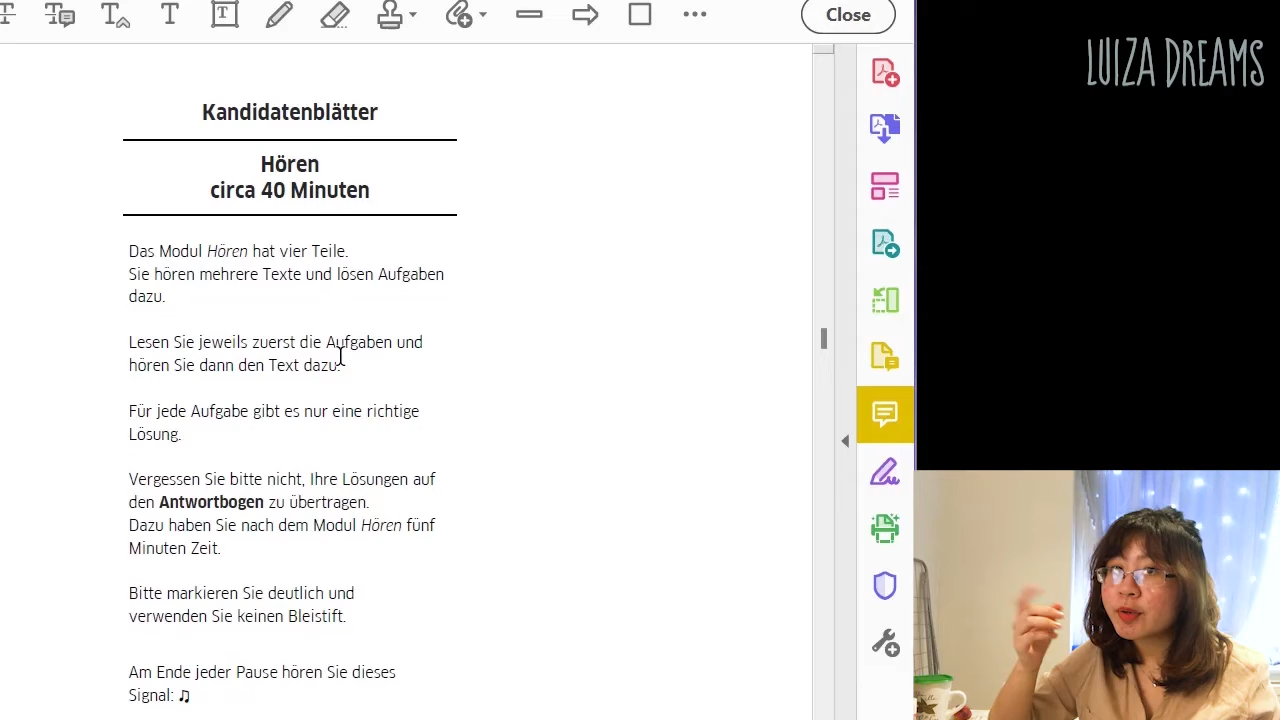 Close
LUIZA DREAMS
Kandidatenblätter
Hören
circa 40 Minuten
Das Modul Hören hat vier Teile.
Sie hören mehrere Texte und lösen Aufgaben
dazu.
Lesen Sie jeweils zuerst die Aufgaben und
hören Sie dann den Text dazu.
Für jede Aufgabe gibt es nur eine richtige
Lösung.
Vergessen Sie bitte nicht, Ihre Lösungen auf
den Antwortbogen zu übertragen.
Dazu haben Sie nach dem Modul Hören fünf
Minuten Zeit.
Bitte markieren Sie deutlich und
verwenden Sie keinen Bleistift.
Am Ende jeder Pause hören Sie dieses
Signal: ♫